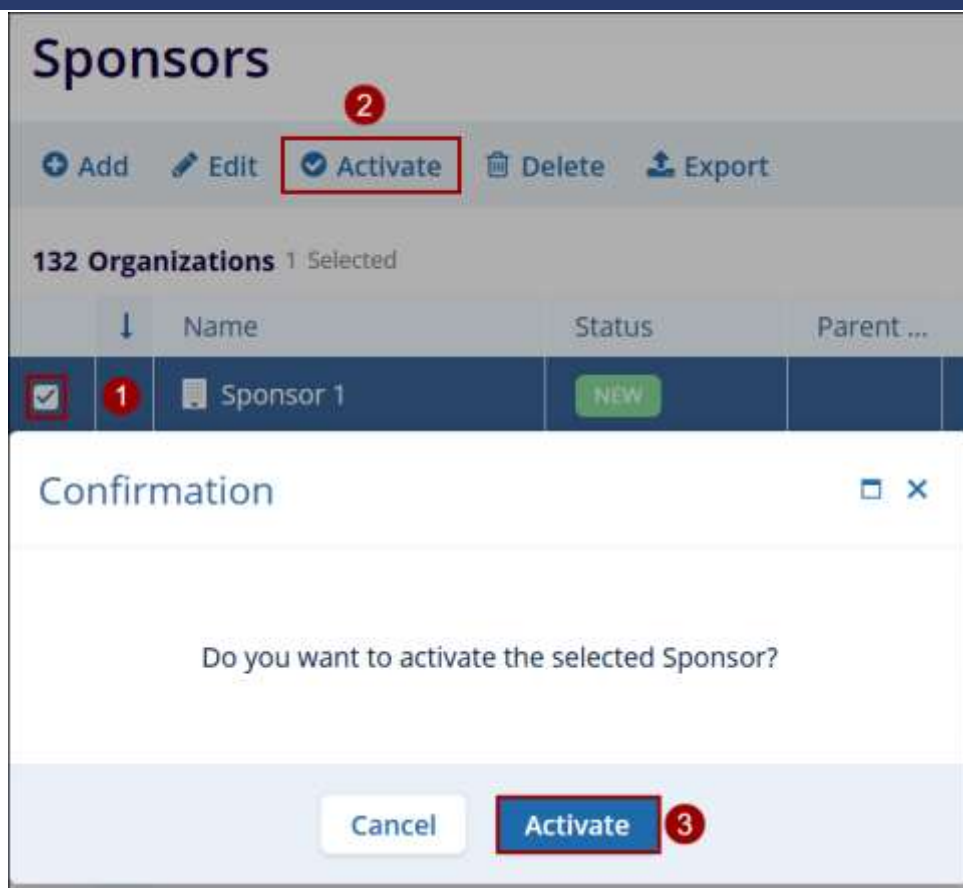 Sponsors
2
Add Edit Activate Delete Export
132 Organizations 1 Selected
Name Status Parent ...
1 Sponsor 1 NEW
Confirmation
Do you want to activate the selected Sponsor?
Cancel Activate 3